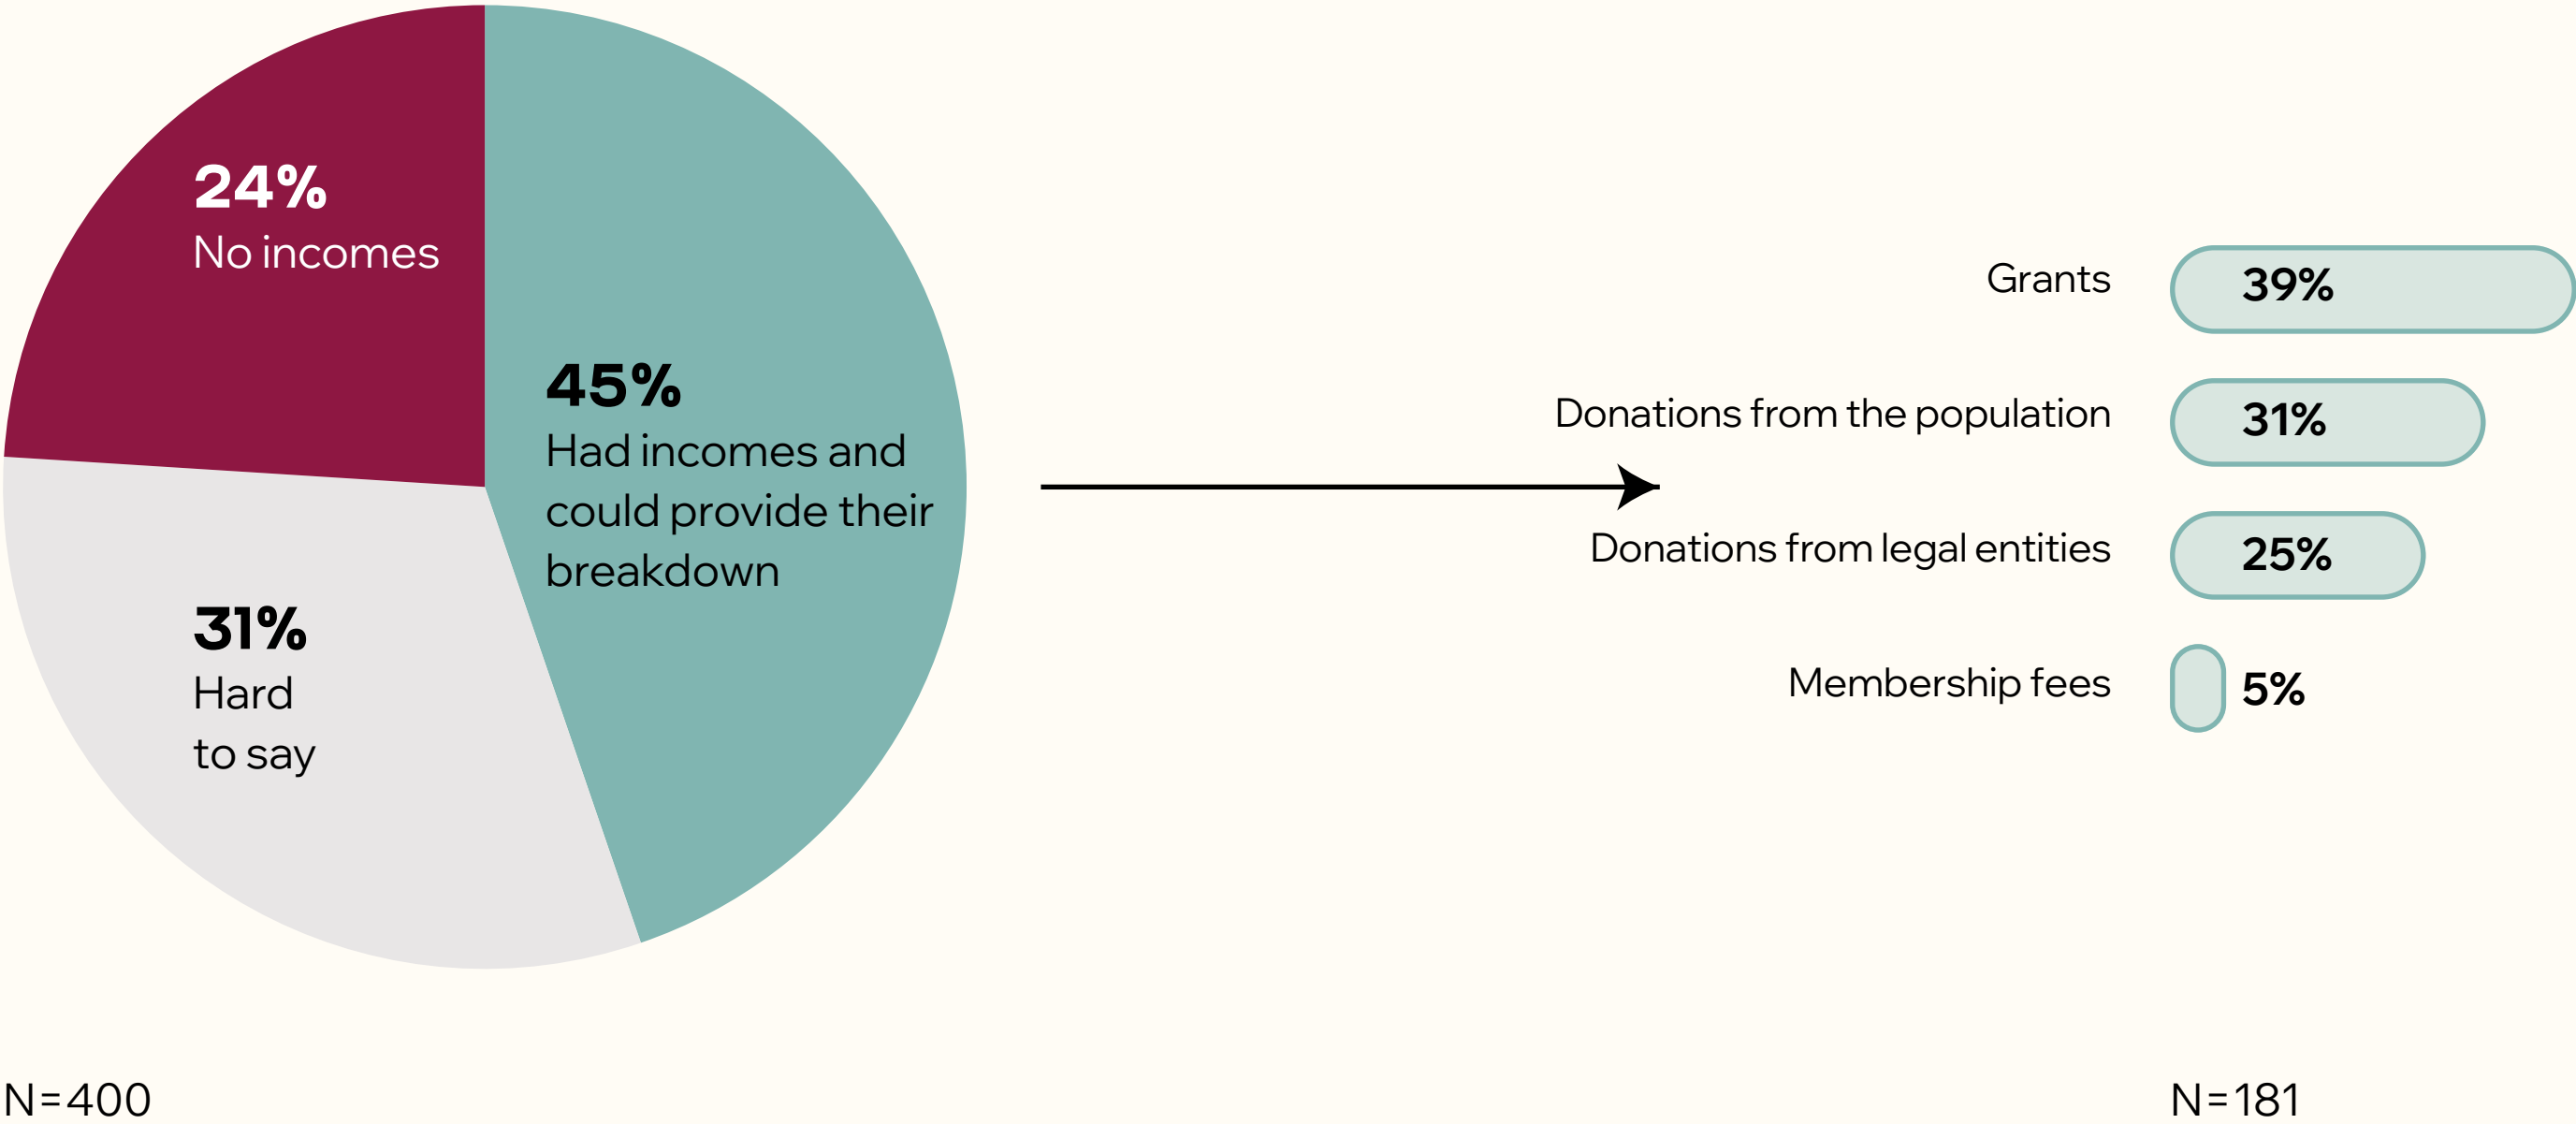 24%
No incomes
45%
Had incomes and
could provide their
breakdown
31%
Hard
to say
Grants
39%
Donations from the population
31%
Donations from legal entities
25%
Membership fees
5%
N=400
N=181